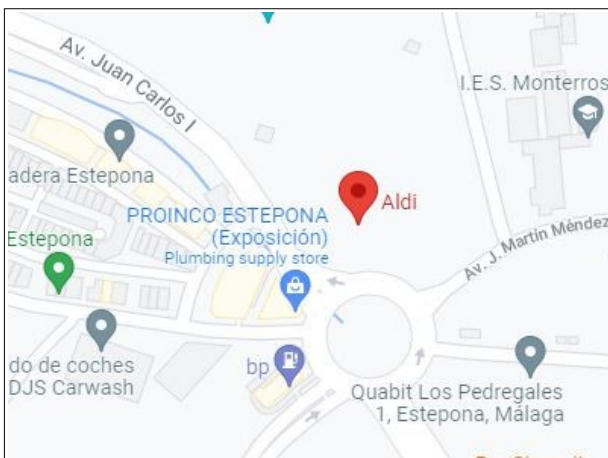 Av. Juan Carlos I
I.E.S. Monterros
adera Estepona
Aldi
PROINCO ESTEPONA
(Exposición)
Plumbing supply store
Av. J. Martín Méndez
Estepona
bp
do de coches
DJS Carwash
Quabit Los Pedregales
1, Estepona, Málaga